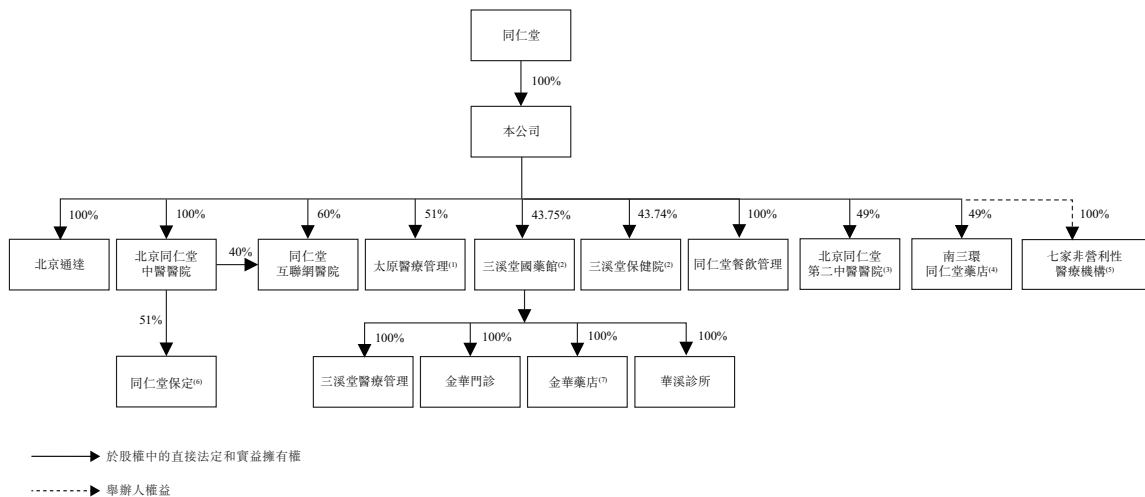 同仁堂
100%
本公司
100%
100%
60%
51%
43.75%
43.74%
100%
49%
49%
100%
北京通達
北京同仁堂
中醫醫院
40%
同仁堂
互聯網醫院
太原醫療管理(1)
三溪堂國藥館(2)
三溪堂保健院(2)
同仁堂餐飲管理
北京同仁堂
第二中醫醫院(3)
南三環
同仁堂藥店(4)
七家非營利性
醫療機構(5)
51%
100%
100%
100%
100%
同仁堂保定(6)
三溪堂醫療管理
金華門診
金華藥店(7)
華溪診所
於股權中的直接法定和實益擁有權
舉辦人權益